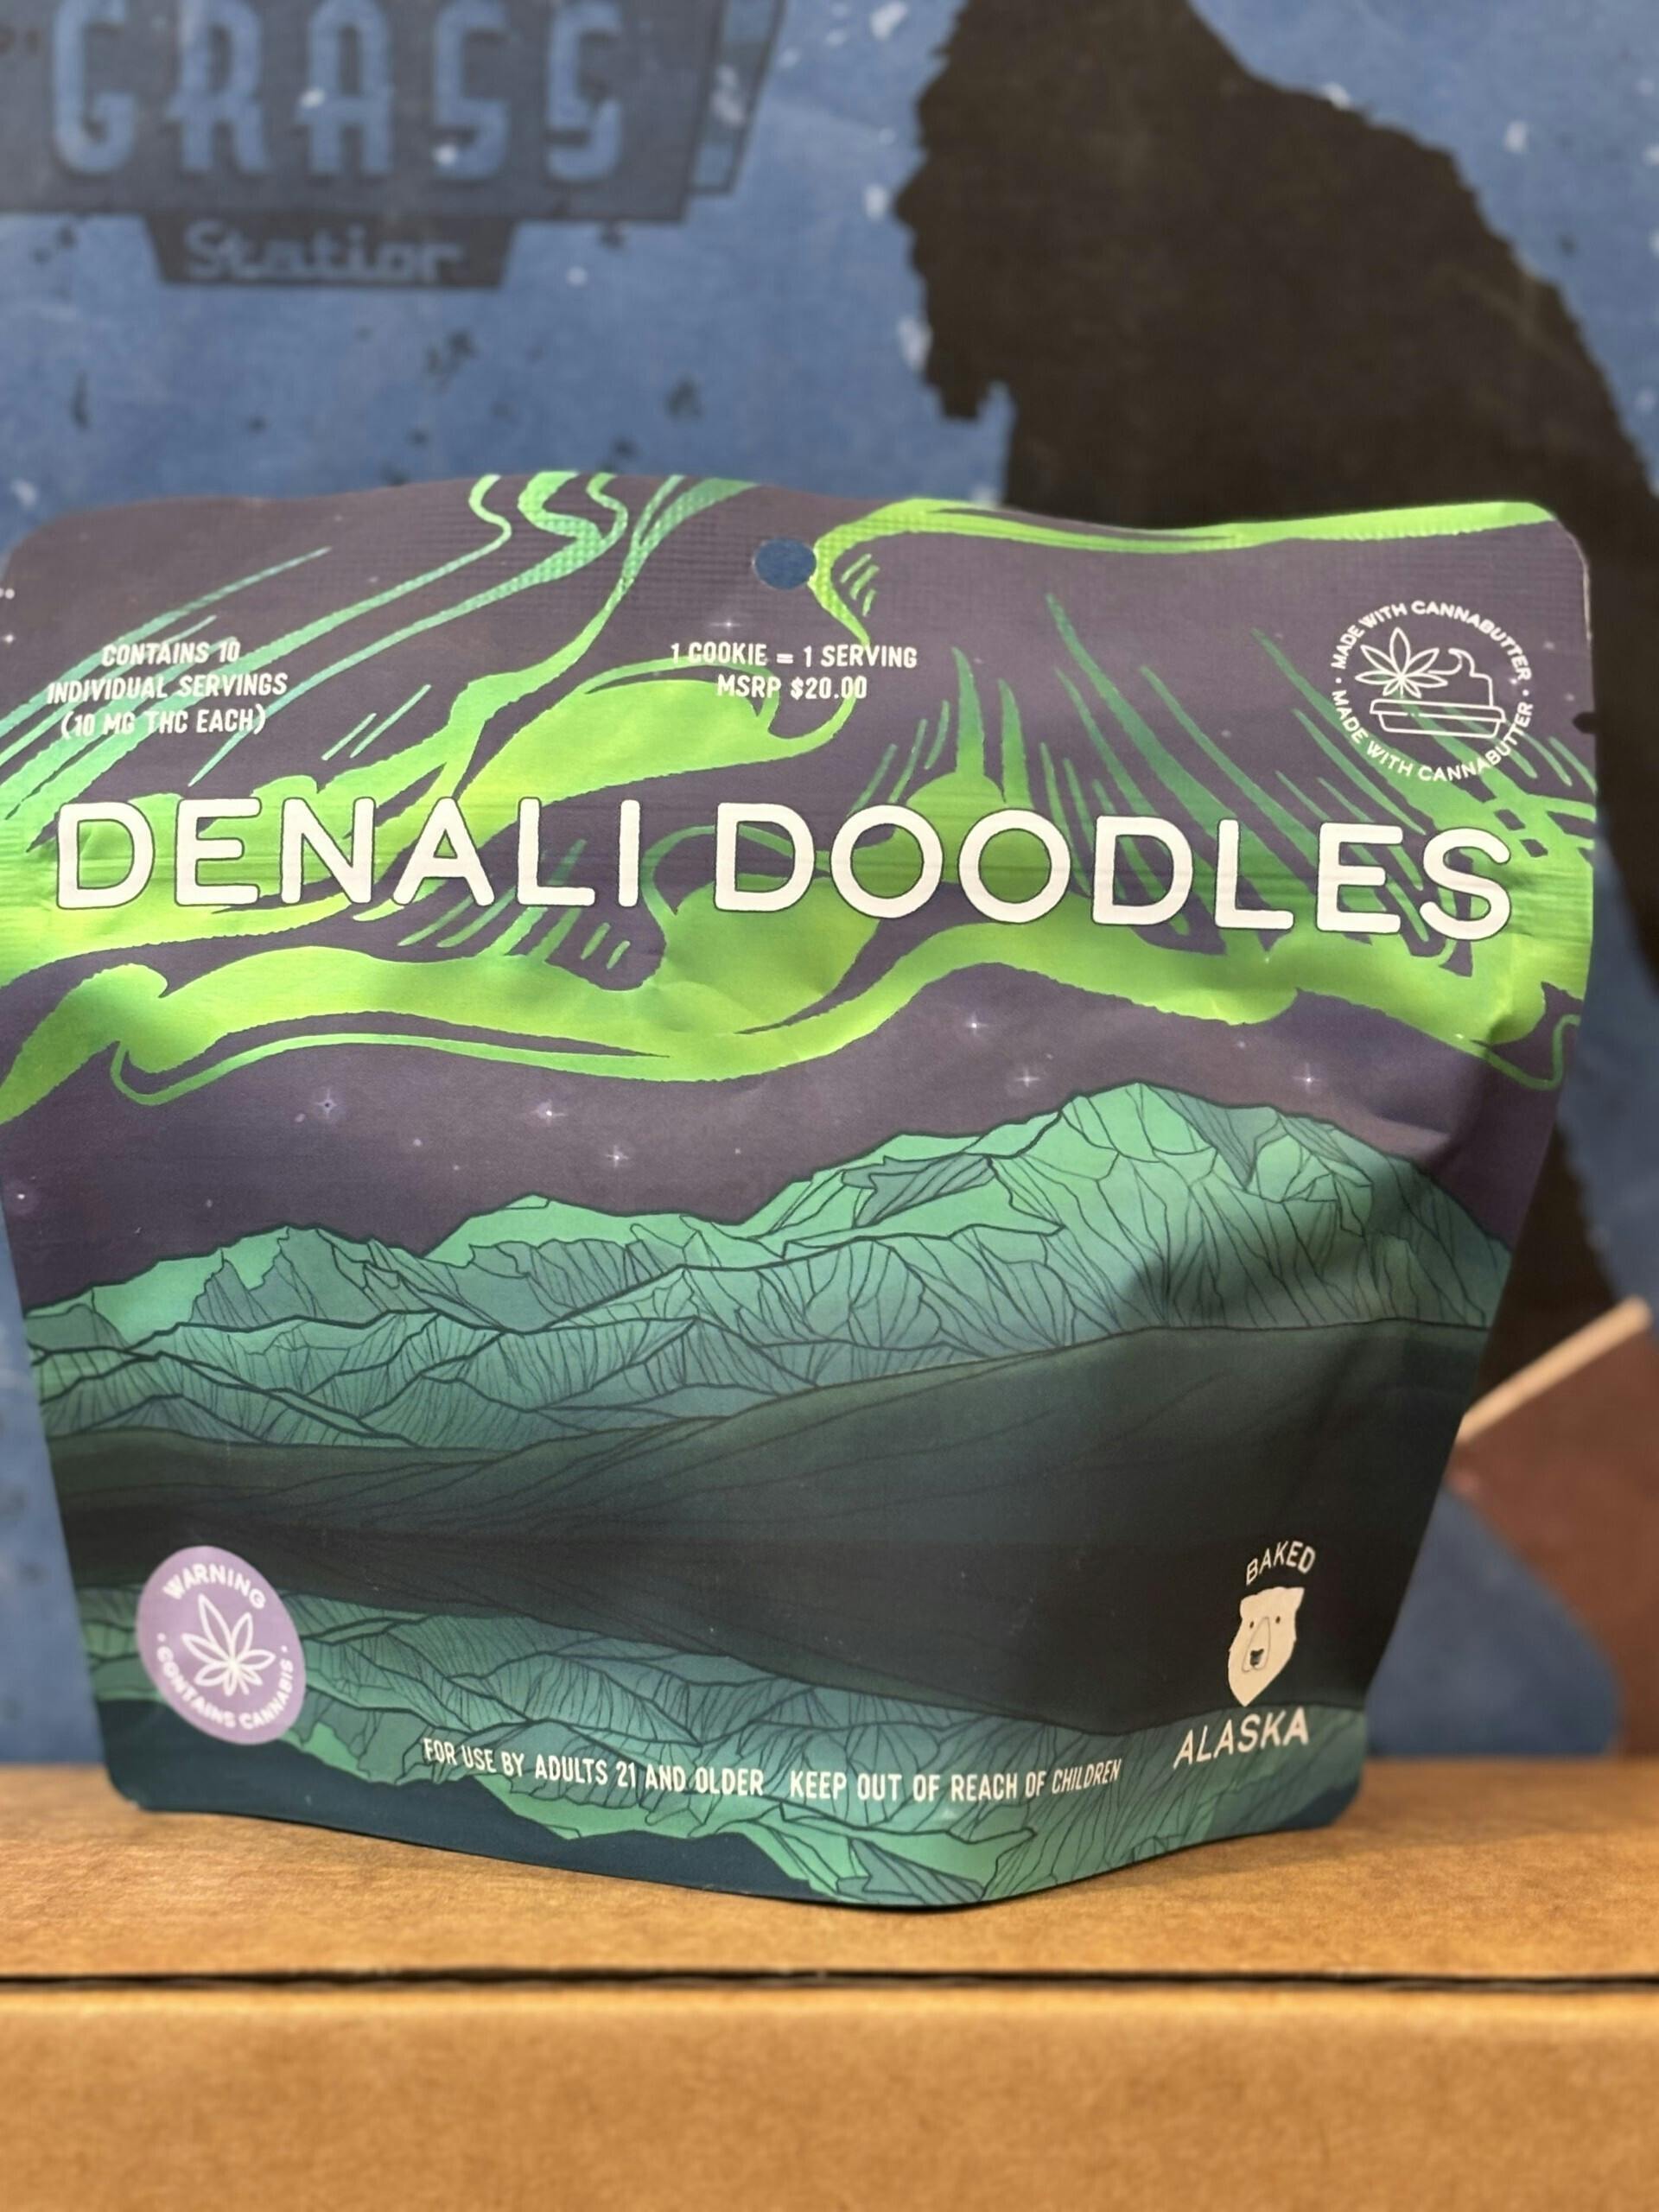 GRASS
Station
CONTAINS 10
INDIVIDUAL SERVINGS
(10 MG THC EACH)
1 COOKIE = 1 SERVING
MSRP $20.00
· MADE WITH CANNABUTTER · MADE WITH CANNABUTTER
DENALI DOODLES
WARNING
· CONTAINS CANNABIS ·
BAKED
ALASKA
FOR USE BY ADULTS 21 AND OLDER KEEP OUT OF REACH OF CHILDREN